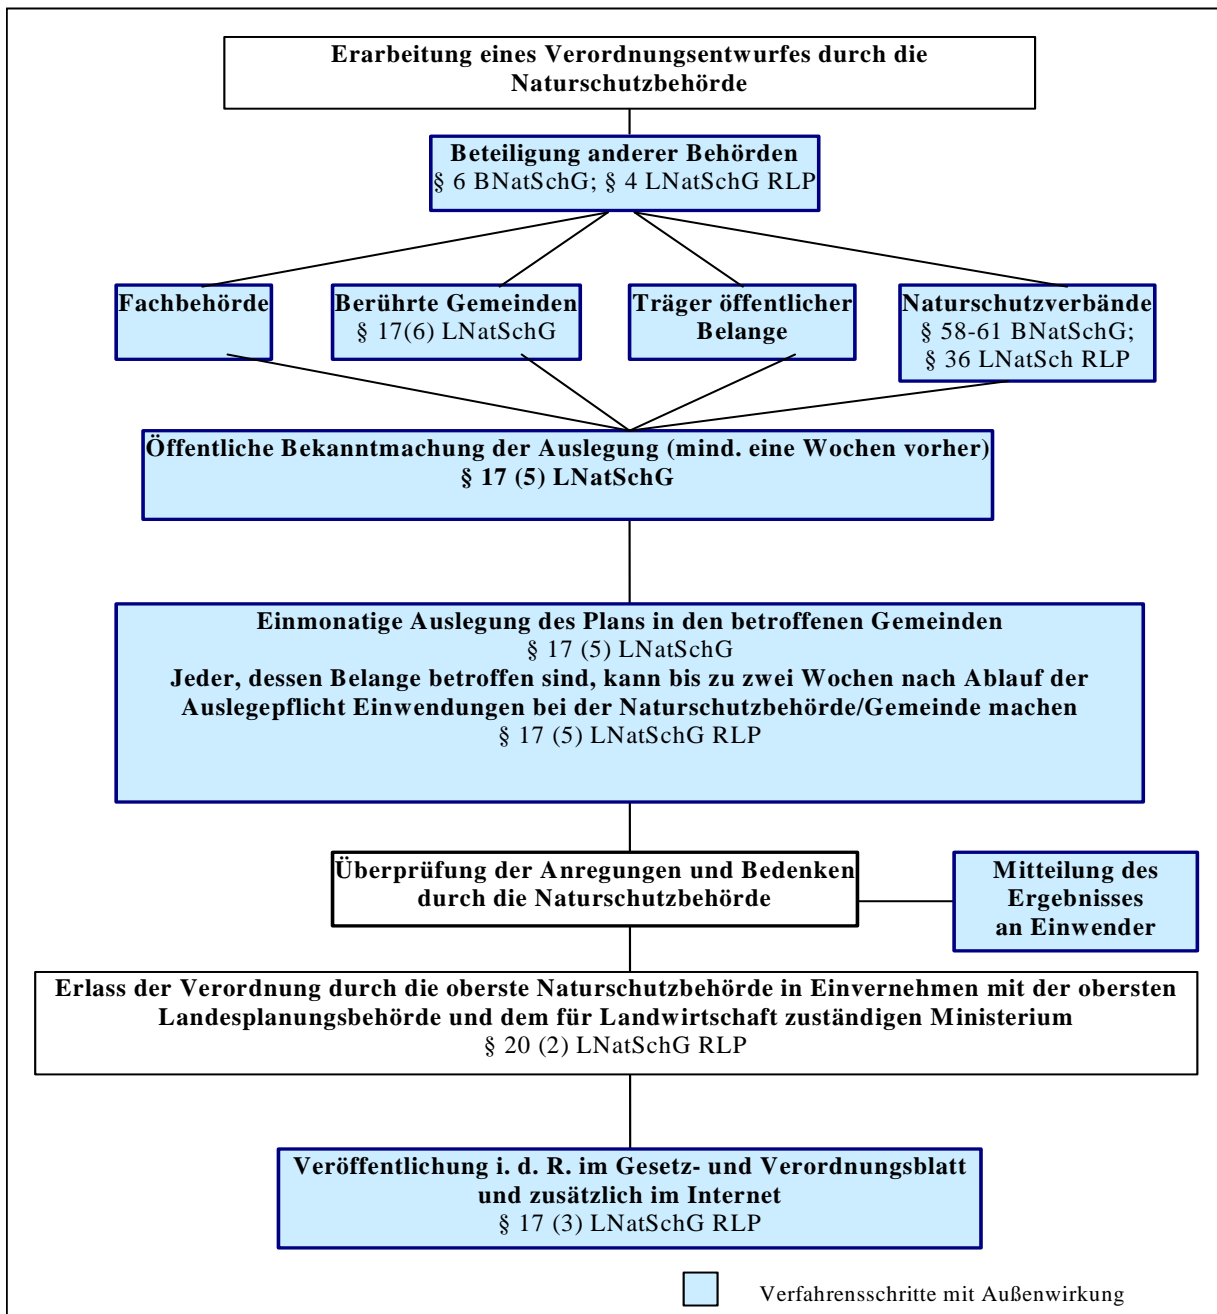 Erarbeitung eines Verordnungsentwurfes durch die
Naturschutzbehörde
Beteiligung anderer Behörden
§ 6 BNatSchG; § 4 LNatSchG RLP
Fachbehörde
Berührte Gemeinden
§ 17(6) LNatSchG
Träger öffentlicher
Belange
Naturschutzverbände
§ 58-61 BNatSchG;
§ 36 LNatSch RLP
Öffentliche Bekanntmachung der Auslegung (mind. eine Wochen vorher)
§ 17 (5) LNatSchG
Einmonatige Auslegung des Plans in den betroffenen Gemeinden
§ 17 (5) LNatSchG
Jeder, dessen Belange betroffen sind, kann bis zu zwei Wochen nach Ablauf der
Auslegepflicht Einwendungen bei der Naturschutzbehörde/Gemeinde machen
§ 17 (5) LNatSchG RLP
Überprüfung der Anregungen und Bedenken
durch die Naturschutzbehörde
Mitteilung des
Ergebnisses
an Einwender
Erlass der Verordnung durch die oberste Naturschutzbehörde in Einvernehmen mit der obersten
Landesplanungsbehörde und dem für Landwirtschaft zuständigen Ministerium
§ 20 (2) LNatSchG RLP
Veröffentlichung i. d. R. im Gesetz- und Verordnungsblatt
und zusätzlich im Internet
§ 17 (3) LNatSchG RLP
Verfahrensschritte mit Außenwirkung